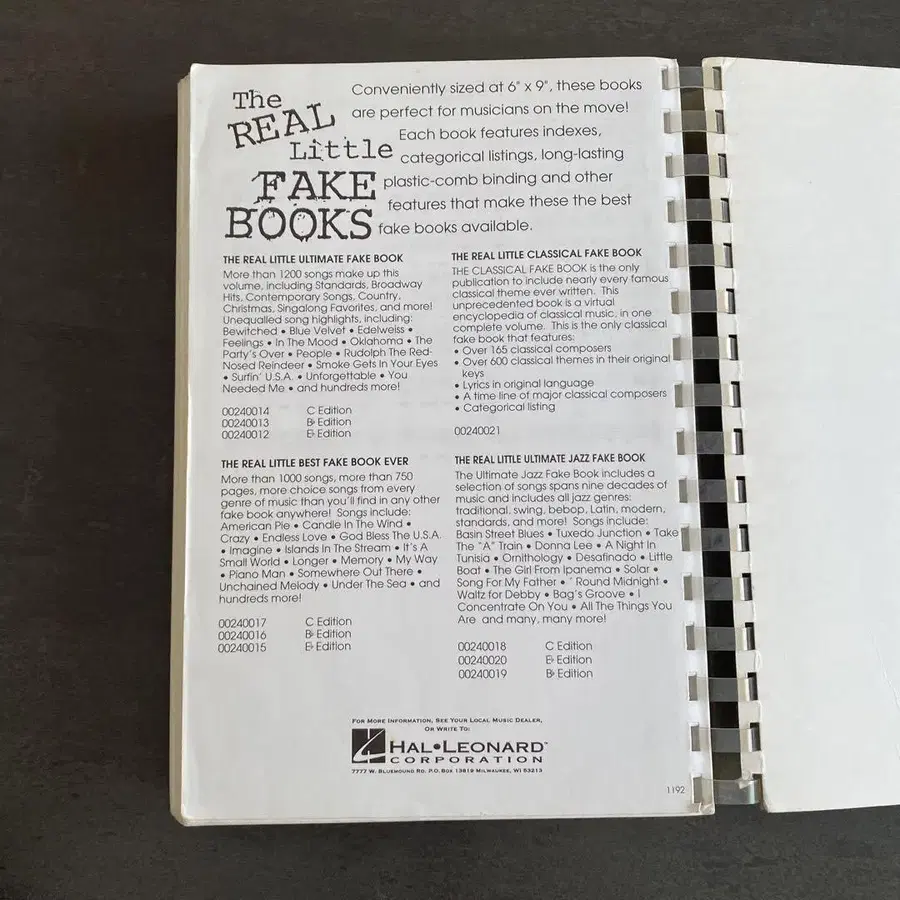 The
REAL
Little
FAKE
BOOKS
Conveniently sized at 6" x 9", these books
are perfect for musicians on the move!
Each book features indexes,
categorical listings, long-lasting
plastic-comb binding and other
features that make these the best
fake books available.
THE REAL LITTLE ULTIMATE FAKE BOOK
More than 1200 songs make up this
volume, including Standards, Broadway
Hits, Contemporary Songs, Country,
Christmas, Singalong Favorites, and more!
Unequalled song highlights, including:
Bewitched • Blue Velvet • Edelweiss •
Feelings • In The Mood • Oklahoma • The
Party's Over • People • Rudolph The Red-
Nosed Reindeer • Smoke Gets In Your Eyes
• Surfin' U.S.A. • Unforgettable • You
Needed Me • and hundreds more!
00240014 C Edition
00240013 B♭ Edition
00240012 E♭ Edition
THE REAL LITTLE BEST FAKE BOOK EVER
More than 1000 songs, more than 750
pages, more choice songs from every
genre of music than you'll find in any other
fake book anywhere! Songs include:
American Pie • Candle In The Wind •
Crazy • Endless Love • God Bless The U.S.A.
• Imagine • Islands In The Stream • It's A
Small World • Longer • Memory • My Way
• Piano Man • Somewhere Out There •
Unchained Melody • Under The Sea • and
hundreds more!
00240017 C Edition
00240016 B♭ Edition
00240015 E♭ Edition
THE REAL LITTLE CLASSICAL FAKE BOOK
THE CLASSICAL FAKE BOOK is the only
publication to include nearly every famous
classical theme ever written. This
unprecedented book is a virtual
encyclopedia of classical music, in one
complete volume. This is the only classical
fake book that features:
• Over 165 classical composers
• Over 600 classical themes in their original
keys
• Lyrics in original language
• A time line of major classical composers
• Categorical listing
00240021
THE REAL LITTLE ULTIMATE JAZZ FAKE BOOK
The Ultimate Jazz Fake Book includes a
selection of songs spans nine decades of
music and includes all jazz genres:
traditional, swing, bebop, Latin, modern,
standards, and more! Songs include:
Basin Street Blues • Tuxedo Junction • Take
The "A" Train • Donna Lee • A Night In
Tunisia • Ornithology • Desafinado • Little
Boat • The Girl From Ipanema • Solar •
Song For My Father • ' Round Midnight •
Waltz for Debby • Bag's Groove • I
Concentrate On You • All The Things You
Are and many, many more!
00240018 C Edition
00240020 E♭ Edition
00240019 B♭ Edition
FOR MORE INFORMATION, SEE YOUR LOCAL MUSIC DEALER,
OR WRITE TO:
HAL•LEONARD™
CORPORATION
7777 W. BLUEMOUND RD. P.O. BOX 13819 MILWAUKEE, WI 53213
1192